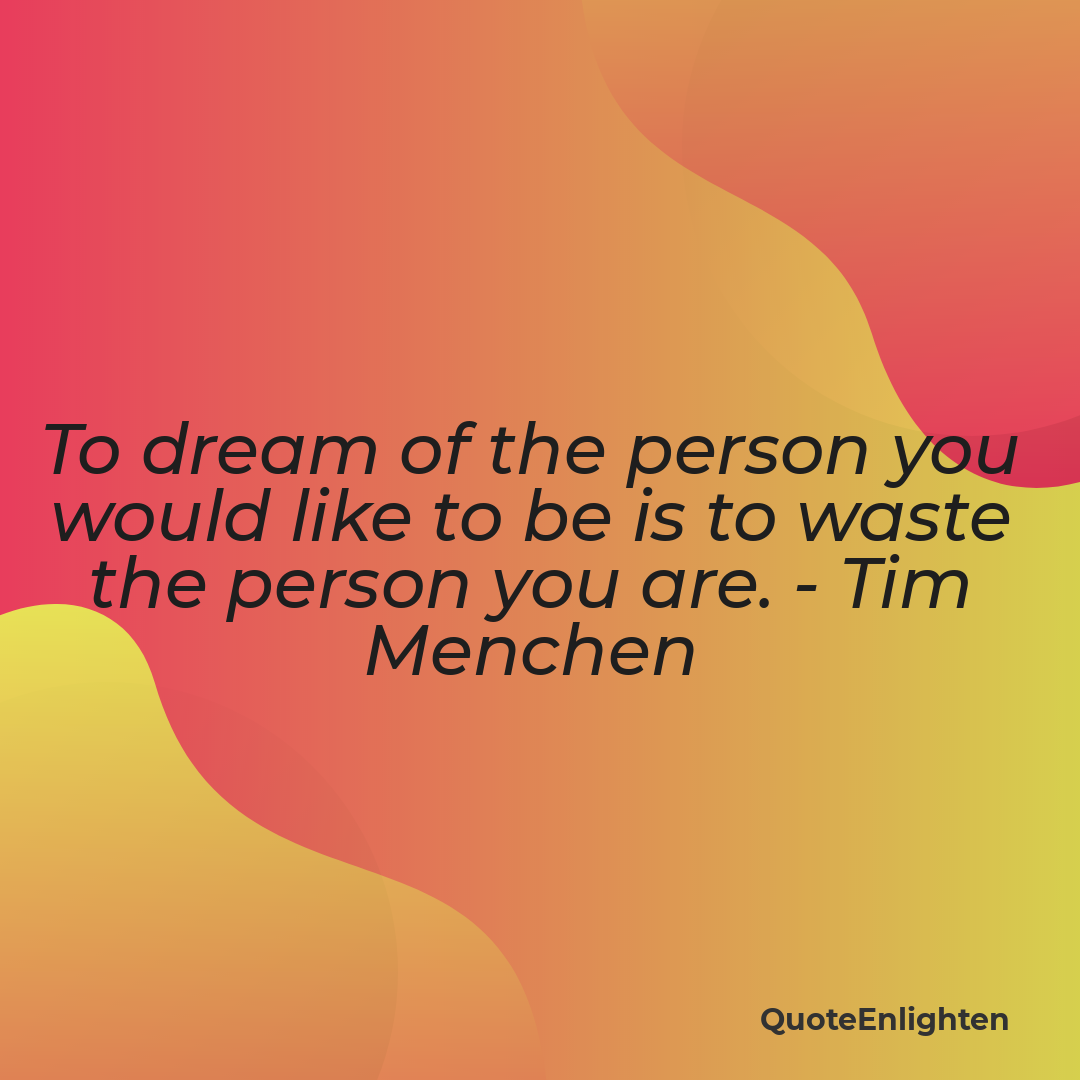 To dream of the person you
would like to be is to waste
the person you are. - Tim
Menchen
QuoteEnlighten